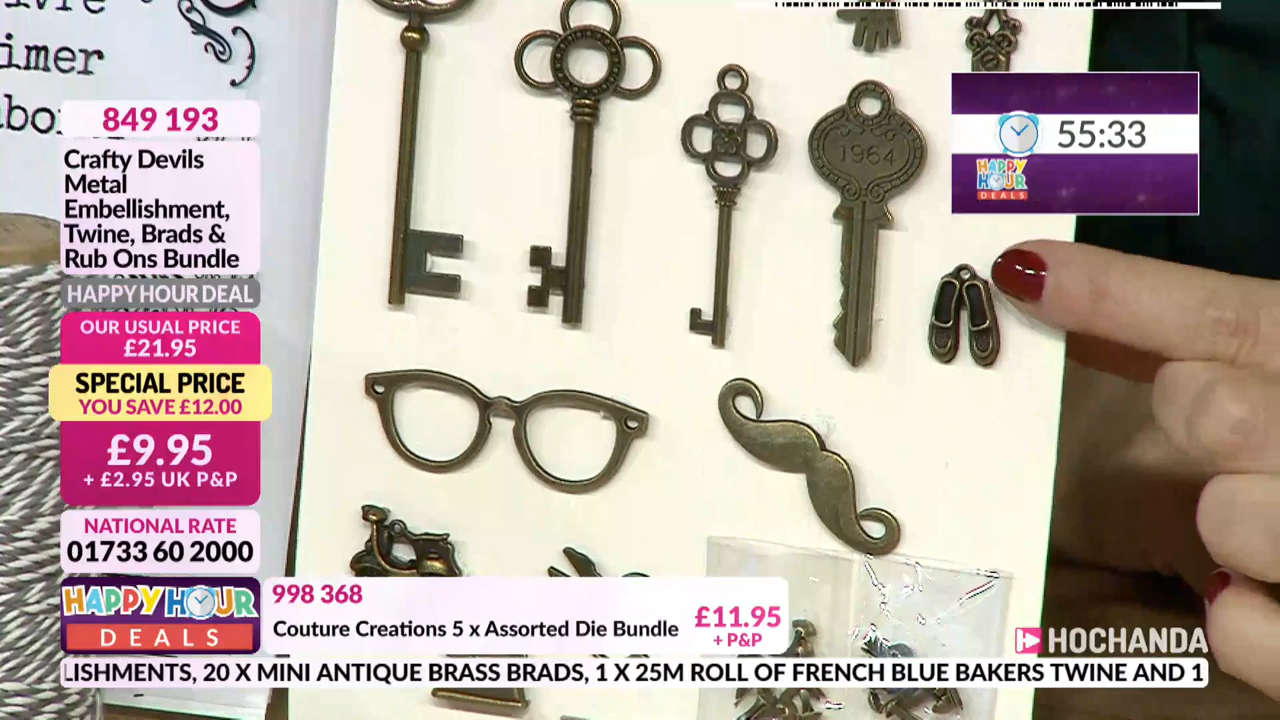 imer
849 193
Crafty Devils
Metal
Embellishment,
Twine, Brads &
Rub Ons Bundle
HAPPY HOUR DEAL
OUR USUAL PRICE
£21.95
SPECIAL PRICE
YOU SAVE £12.00
£9.95
+ £2.95 UK P&P
NATIONAL RATE
01733 60 2000
HAPPY HOUR
DEALS
998 368
Couture Creations 5 x Assorted Die Bundle
£11.95
+ P&P
1964
55:33
HAPPY
HOUR
DEALS
HOCHANDA
LISHMENTS, 20 X MINI ANTIQUE BRASS BRADS, 1 X 25M ROLL OF FRENCH BLUE BAKERS TWINE AND 1